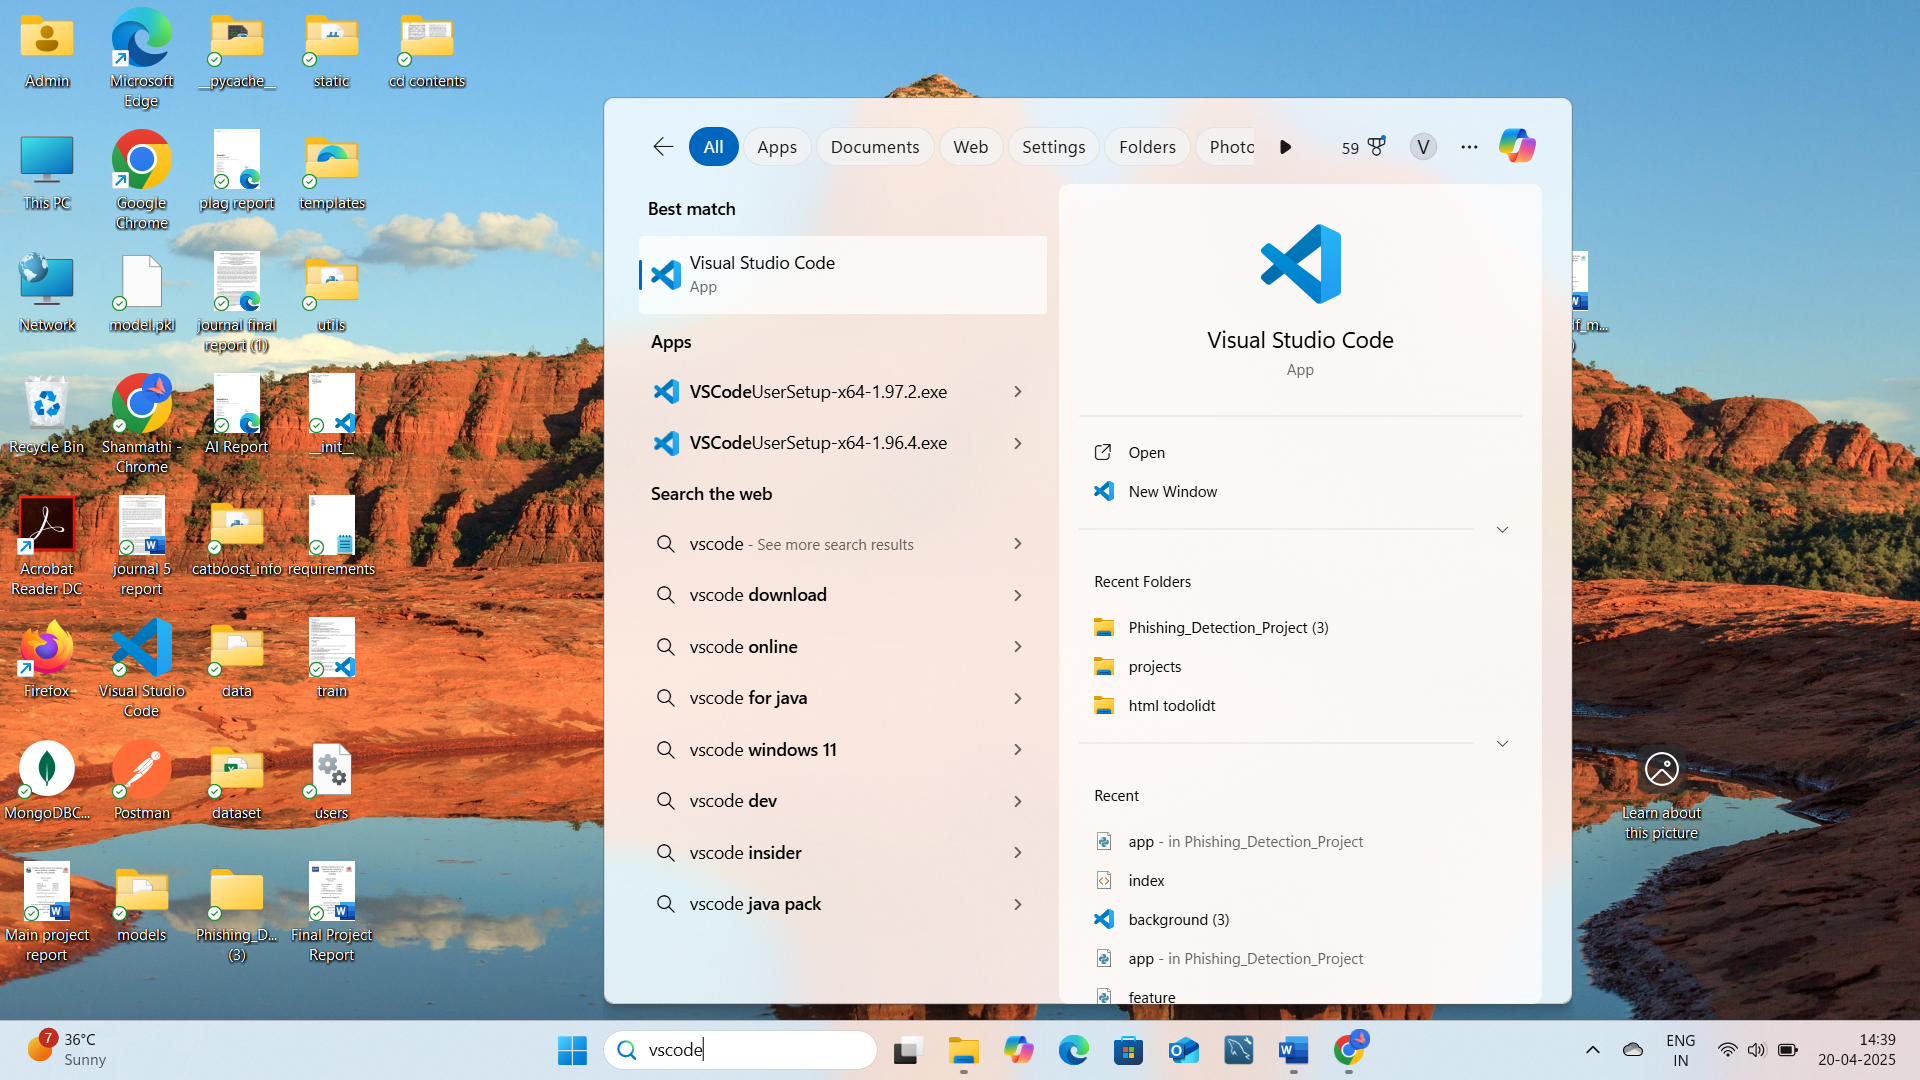 Admin
Microsoft
Edge
__pycache__
static
cd contents
This PC
Google
Chrome
plag report
templates
Network
model.pkl
journal final
report (1)
utils
Recycle Bin
Shanmathi -
Chrome
AI Report
__init__
Acrobat
Reader DC
journal 5
report
catboost_info
requirements
Firefox
Visual Studio
Code
data
train
MongoDBC...
Postman
dataset
users
Main project
report
models
Phishing_D...
(3)
Final Project
Report
All
Apps
Documents
Web
Settings
Folders
Photo
59
V
Best match
Visual Studio Code
App
Apps
VSCodeUserSetup-x64-1.97.2.exe
VSCodeUserSetup-x64-1.96.4.exe
Search the web
vscode - See more search results
vscode download
vscode online
vscode for java
vscode windows 11
vscode dev
vscode insider
vscode java pack
Visual Studio Code
App
Open
New Window
Recent Folders
Phishing_Detection_Project (3)
projects
html todolidt
Recent
app - in Phishing_Detection_Project
index
background (3)
app - in Phishing_Detection_Project
feature
Learn about
this picture
7
36°C
Sunny
vscode
ENG
IN
14:39
20-04-2025